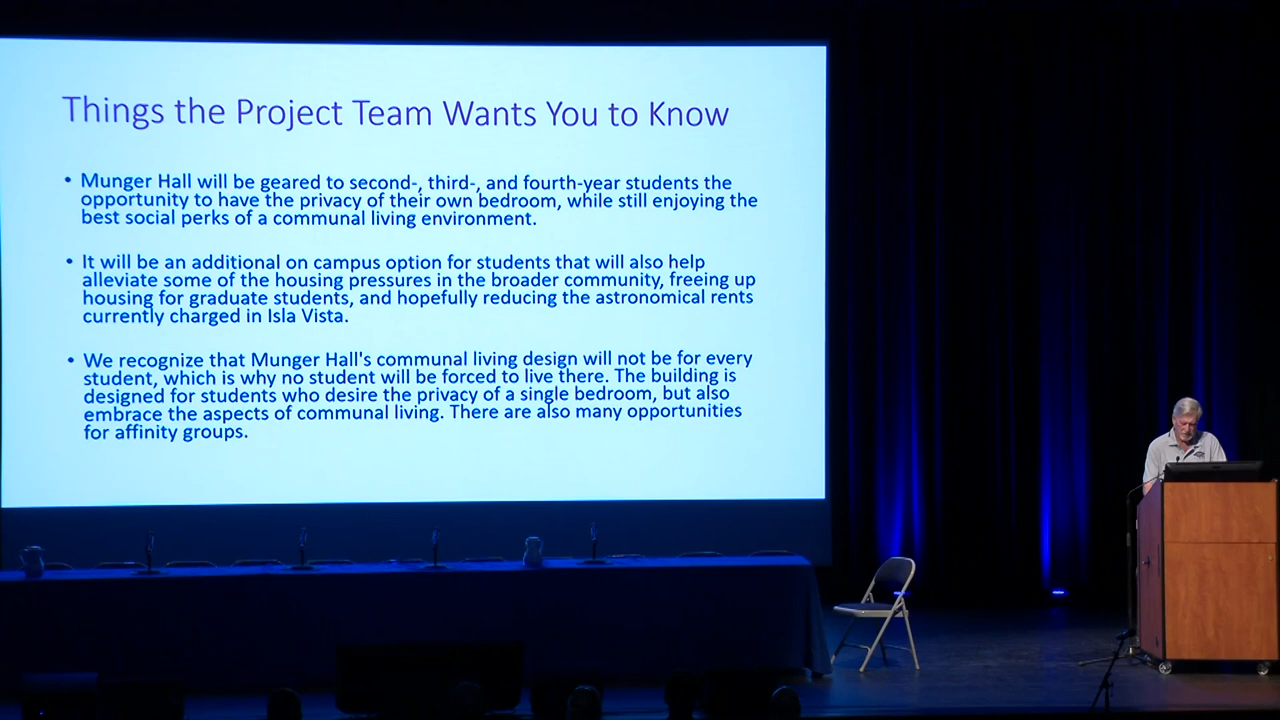 Things the Project Team Wants You to Know
• Munger Hall will be geared to second-, third-, and fourth-year students the
opportunity to have the privacy of their own bedroom, while still enjoying the
best social perks of a communal living environment.
• It will be an additional on campus option for students that will also help
alleviate some of the housing pressures in the broader community, freeing up
housing for graduate students, and hopefully reducing the astronomical rents
currently charged in Isla Vista.
• We recognize that Munger Hall's communal living design will not be for every
student, which is why no student will be forced to live there. The building is
designed for students who desire the privacy of a single bedroom, but also
embrace the aspects of communal living. There are also many opportunities
for affinity groups.